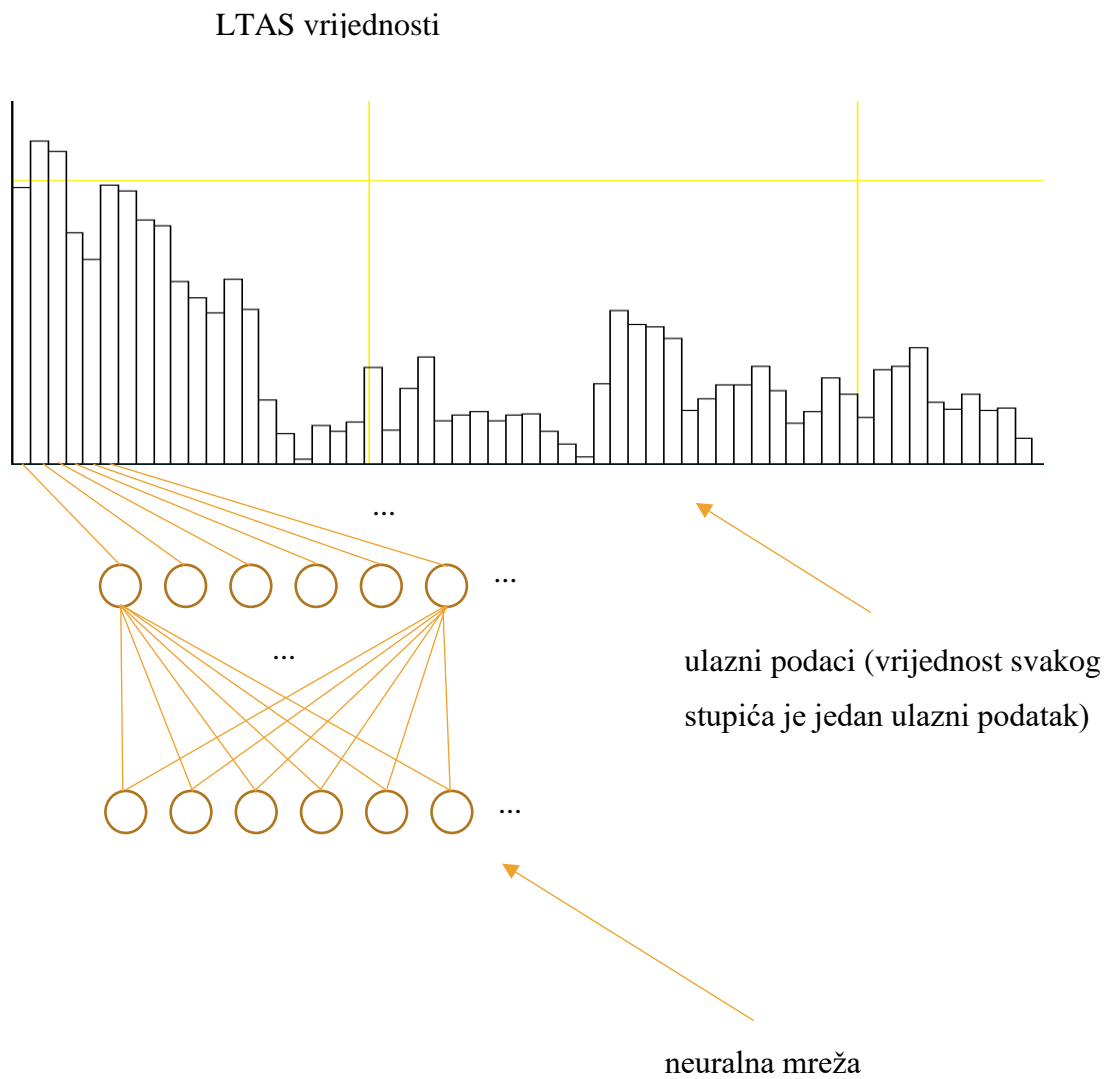 LTAS vrijednosti
...
...
...
ulazni podaci (vrijednost svakog
stupića je jedan ulazni podatak)
...
neuralna mreža